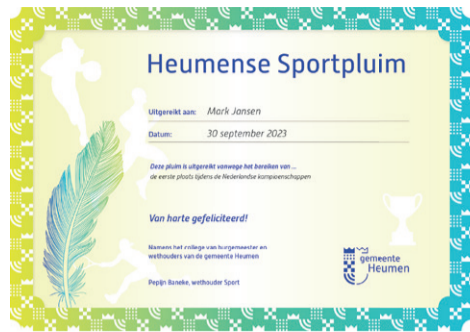 Heumense Sportpluim
Uitgereikt aan: Mark Jansen
Datum: 30 september 2023
Deze pluim is uitgereikt vanwege het bereiken van ...
de eerste plaats tijdens de Nederlandse kampioenschappen
Van harte gefeliciteerd!
Namens het college van burgemeester en
wethouders van de gemeente Heumen
Pepijn Baneke, wethouder Sport
gemeente
Heumen